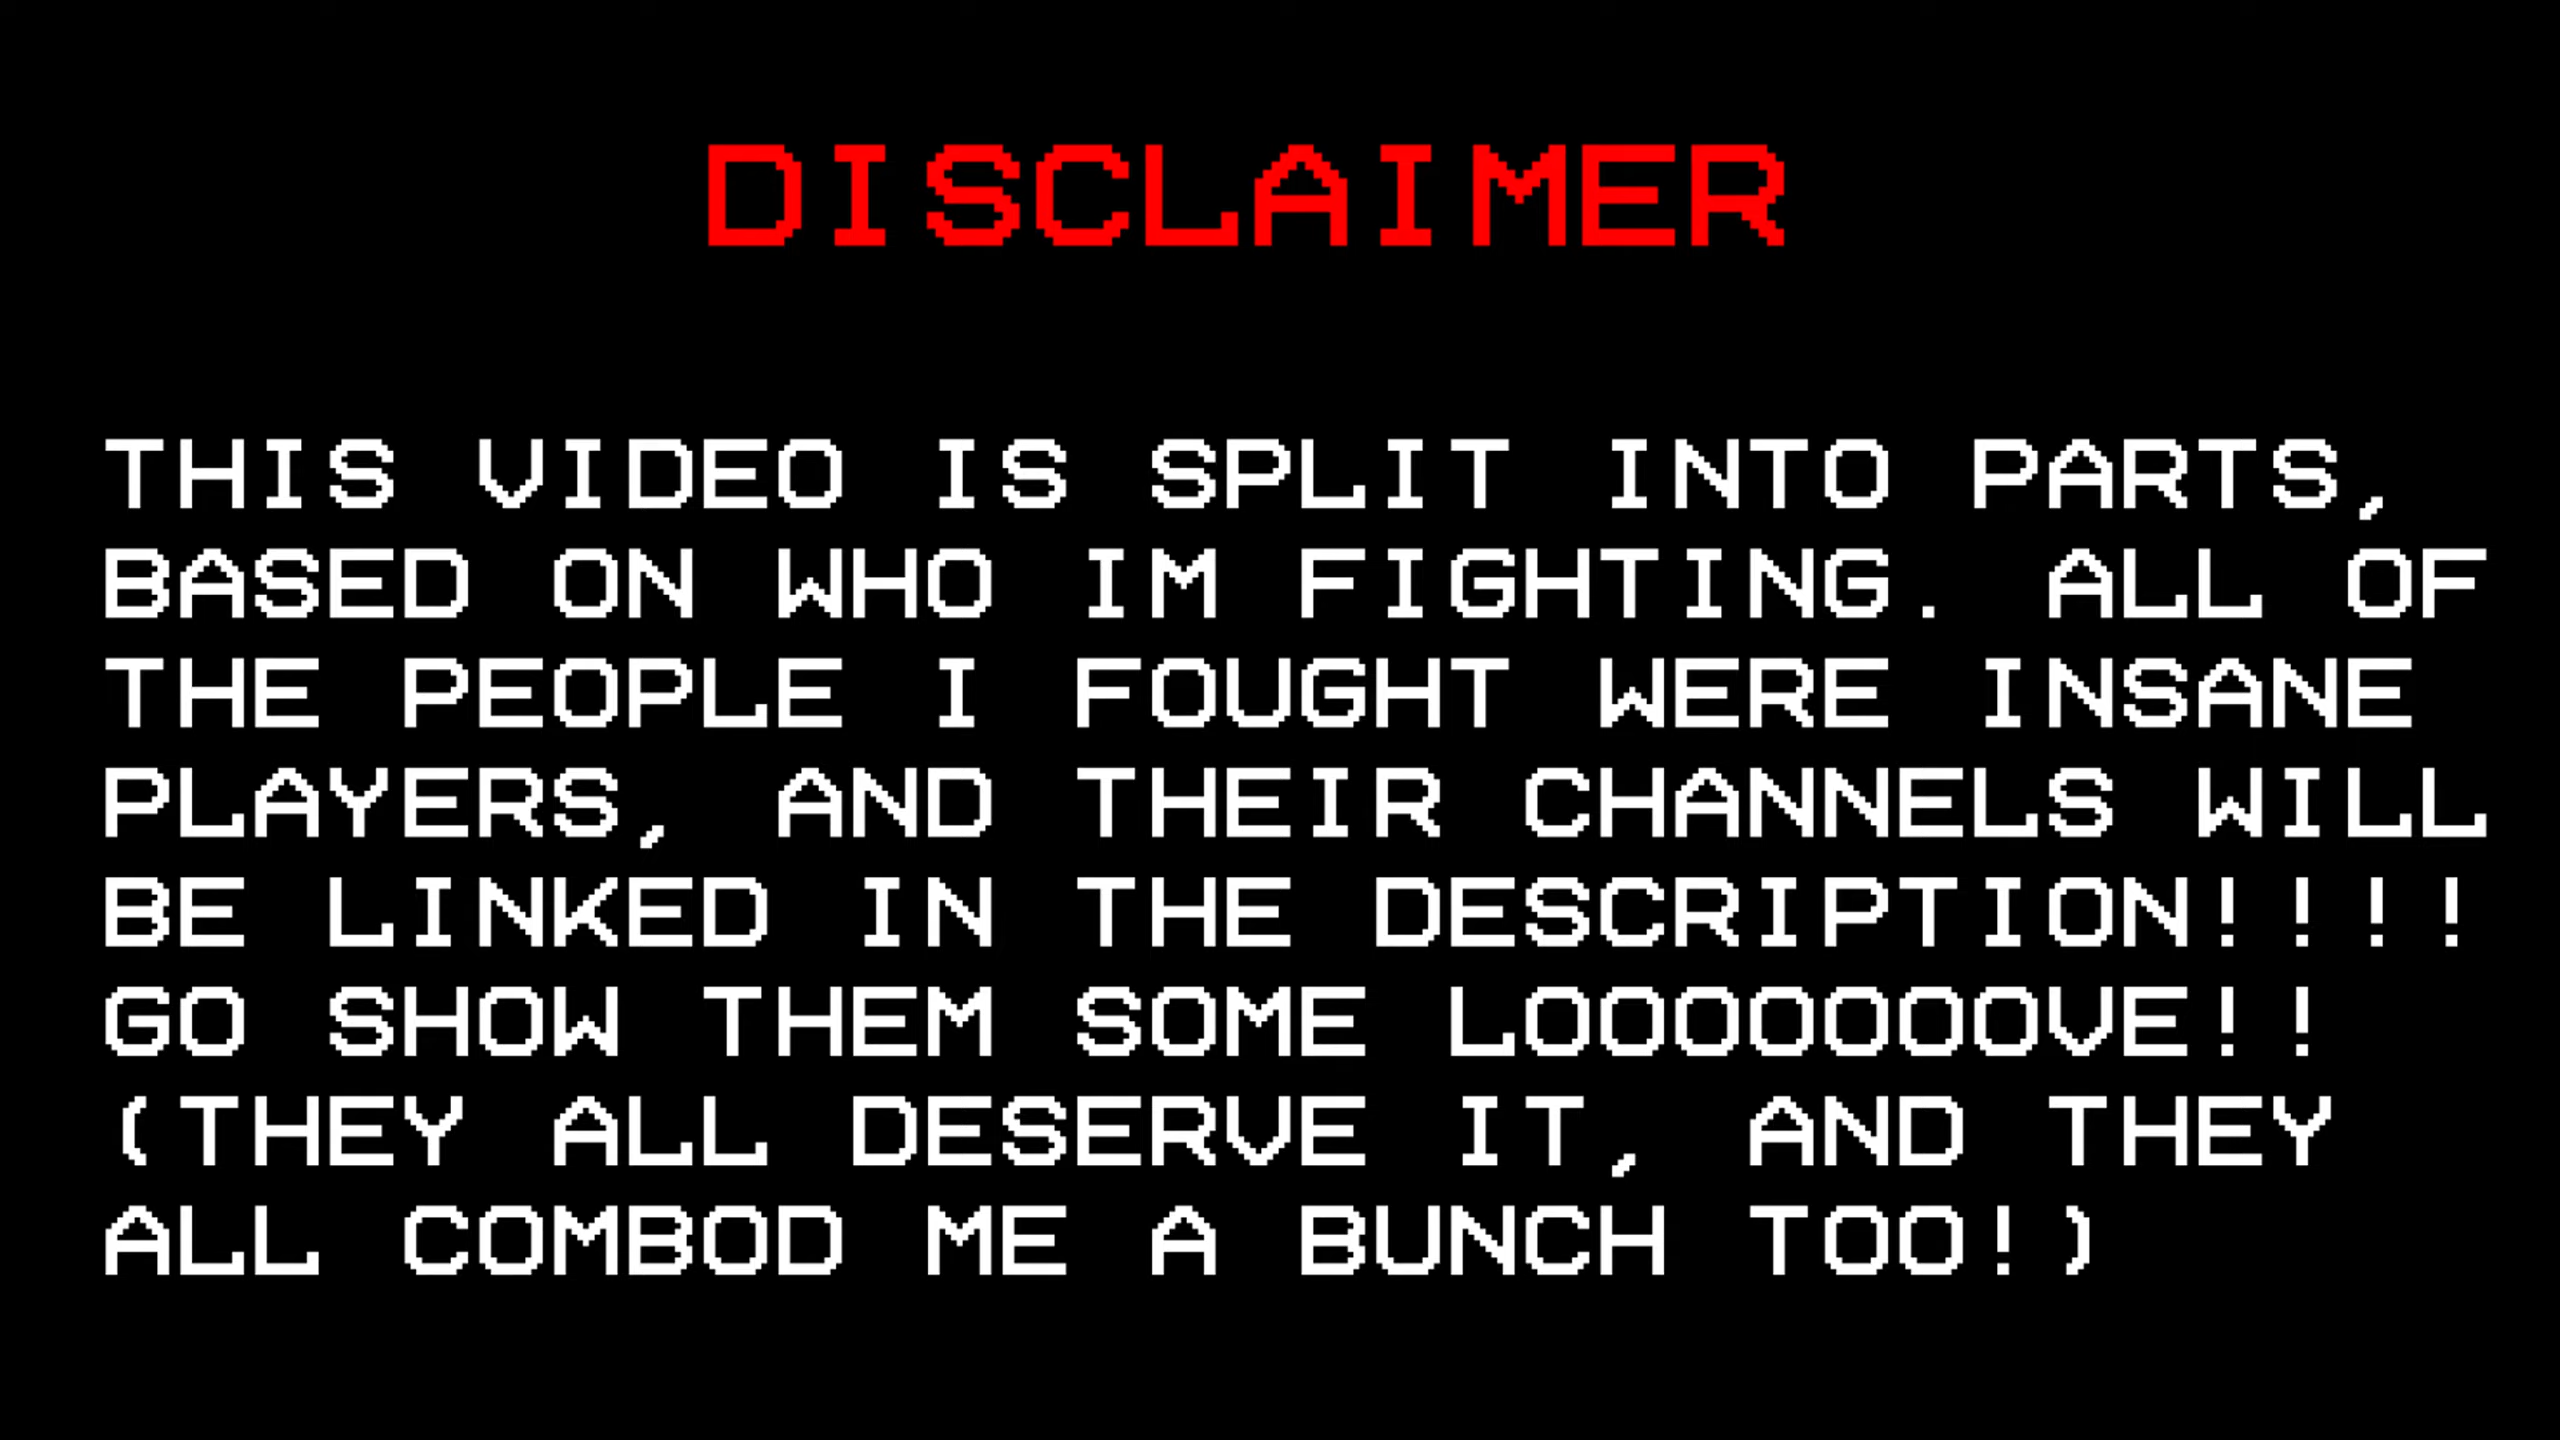 DISCLAIMER
THIS VIDEO IS SPLIT INTO PARTS,
BASED ON WHO IM FIGHTING. ALL OF
THE PEOPLE I FOUGHT WERE INSANE
PLAYERS, AND THEIR CHANNELS WILL
BE LINKED IN THE DESCRIPTION!!!!
GO SHOW THEM SOME LOOOOOOOVE!!
(THEY ALL DESERVE IT, AND THEY
ALL COMBOD ME A BUNCH TOO!)